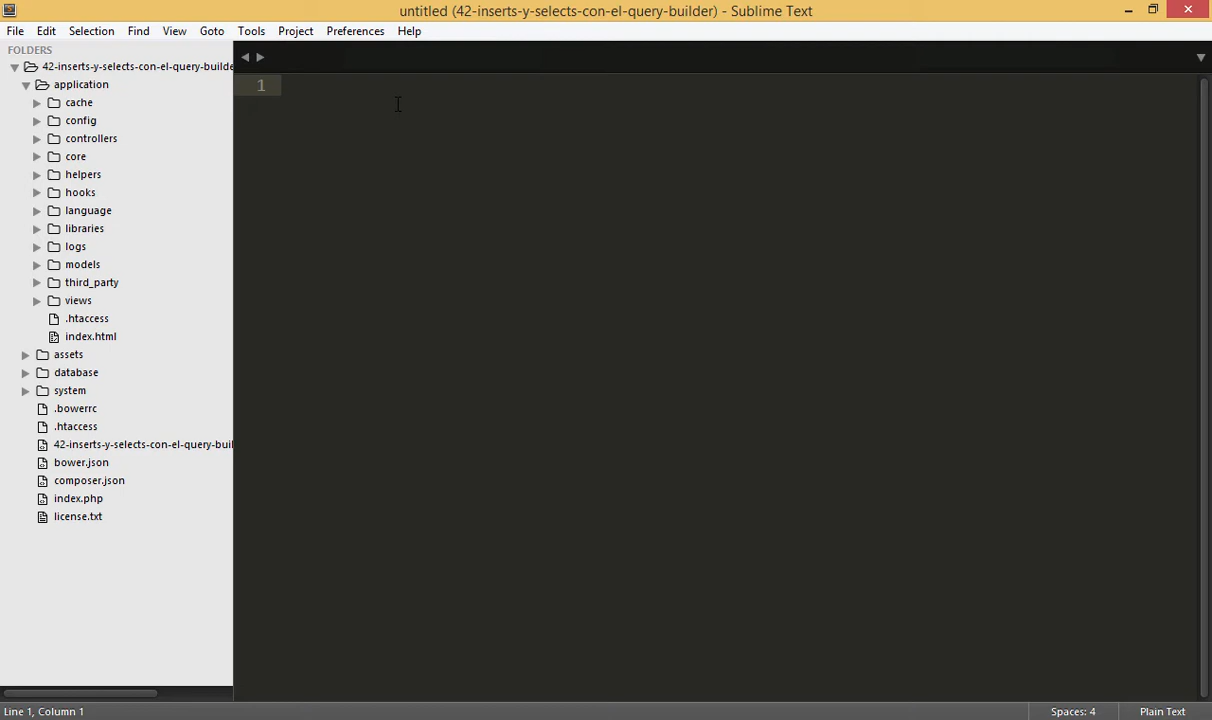 untitled (42-inserts-y-selects-con-el-query-builder) - Sublime Text
File Edit Selection Find View Goto Tools Project Preferences Help
FOLDERS
42-inserts-y-selects-con-el-query-builde
application
cache
config
controllers
core
helpers
hooks
language
libraries
logs
models
third_party
views
.htaccess
index.html
assets
database
system
.bowerrc
.htaccess
42-inserts-y-selects-con-el-query-buil
bower.json
composer.json
index.php
license.txt
1
Line 1, Column 1
Spaces: 4
Plain Text